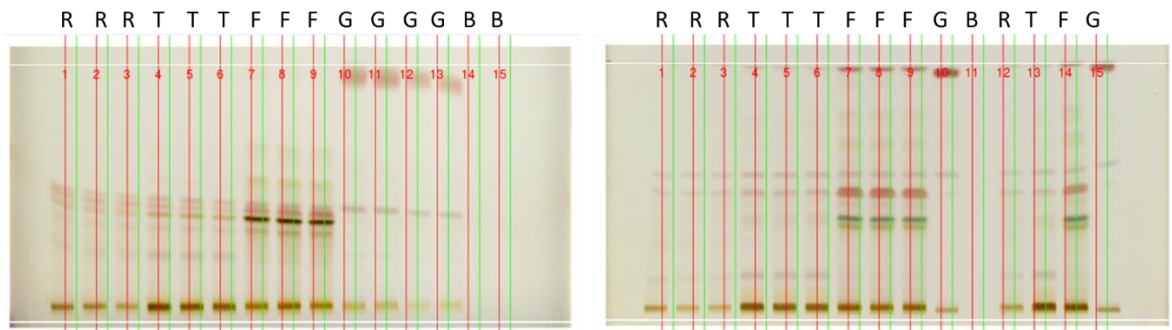 R R R T T T F F F G G G G B B
1 2 3 4 5 6 7 8 9 10 11 12 13 14 15
R R R T T T F F F G B R T F G
1 2 3 4 5 6 7 8 9 10 11 12 13 14 15